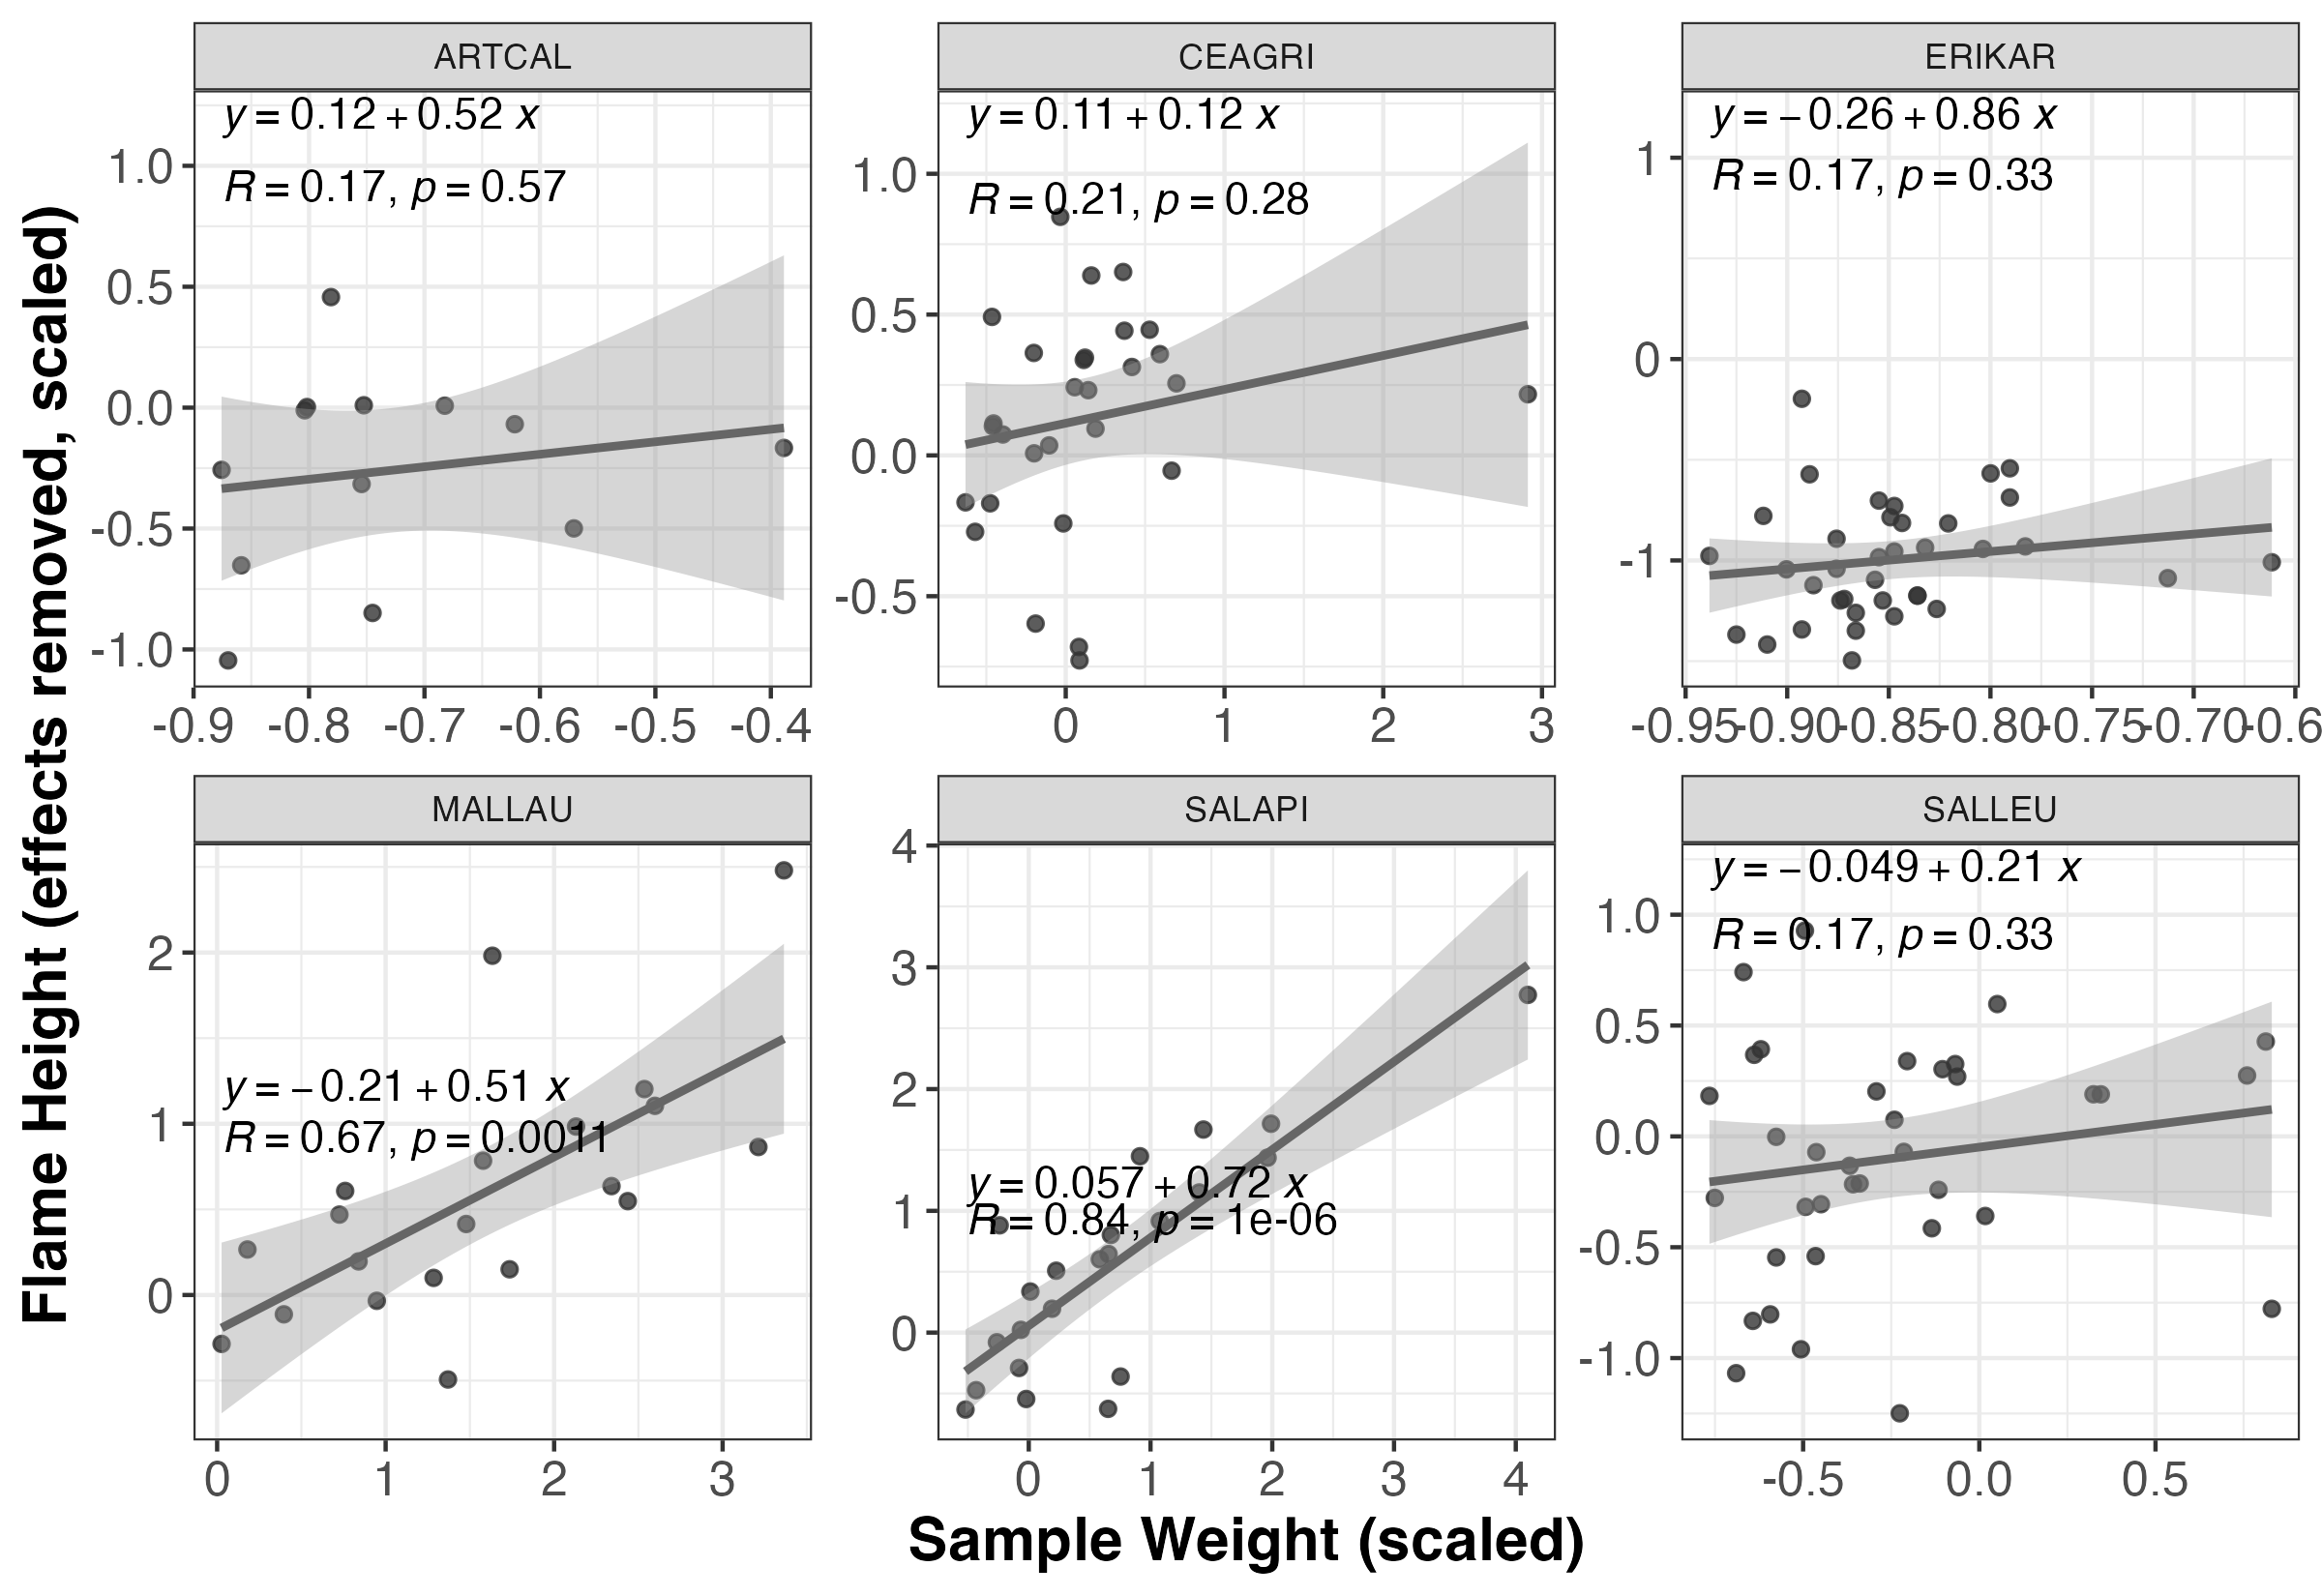 Flame Height (effects removed, scaled)
ARTCAL
y = 0.12 + 0.52 x
R = 0.17, p = 0.57
1.0
0.5
0.0
-0.5
-1.0
-0.9 -0.8 -0.7 -0.6 -0.5 -0.4
CEAGRI
y = 0.11 + 0.12 x
R = 0.21, p = 0.28
1.0
0.5
0.0
-0.5
0 1 2 3
ERIKAR
y = −0.26 + 0.86 x
R = 0.17, p = 0.33
1
0
-1
-0.95 -0.90 -0.85 -0.80 -0.75 -0.70 -0.6
MALLAU
y = −0.21 + 0.51 x
R = 0.67, p = 0.0011
2
1
0
0 1 2 3
SALAPI
y = 0.057 + 0.72 x
R = 0.84, p = 1e-06
4
3
2
1
0
0 1 2 3 4
SALLEU
y = −0.049 + 0.21 x
R = 0.17, p = 0.33
1.0
0.5
0.0
-0.5
-1.0
-0.5 0.0 0.5
Sample Weight (scaled)